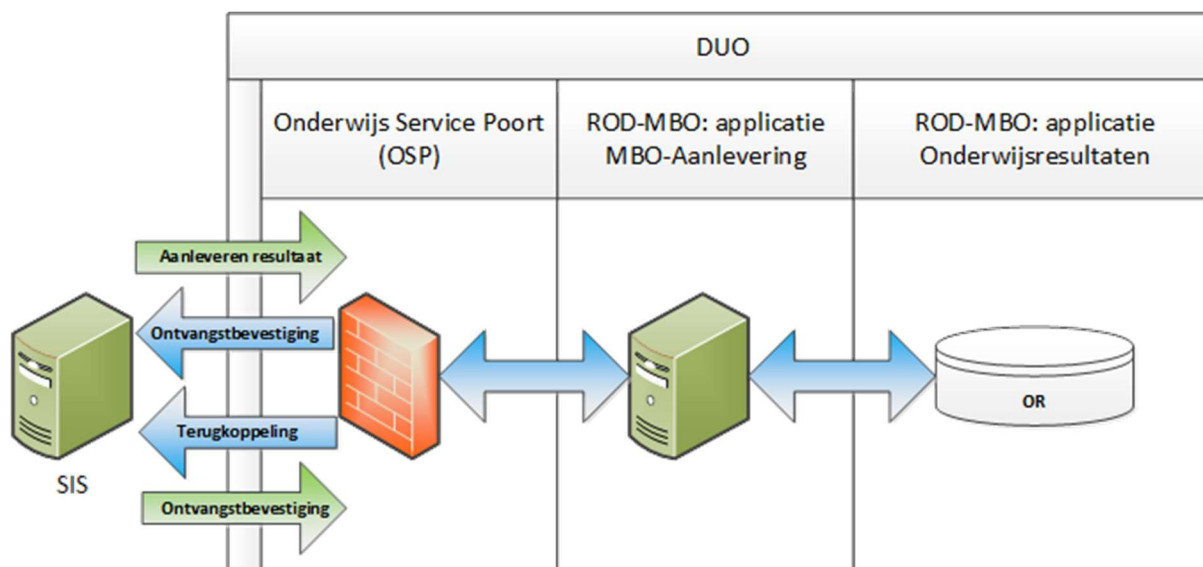 DUO
Onderwijs Service Poort
(OSP)
ROD-MBO: applicatie
MBO-Aanlevering
ROD-MBO: applicatie
Onderwijsresultaten
Aanleveren resultaat
Ontvangstbevestiging
Terugkoppeling
Ontvangstbevestiging
SIS
OR